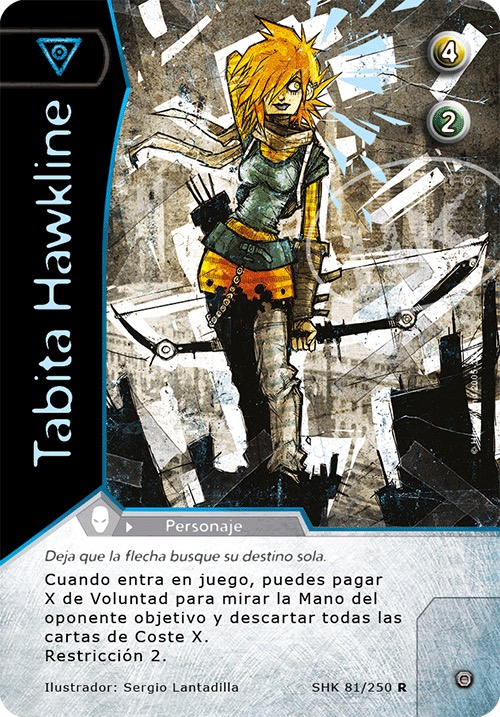 4
2
Tabita Hawkline
Personaje
Deja que la flecha busque su destino sola.
Cuando entra en juego, puedes pagar
X de Voluntad para mirar la Mano del
oponente objetivo y descartar todas las
cartas de Coste X.
Restricción 2.
Ilustrador: Sergio Lantadilla
SHK 81/250 R